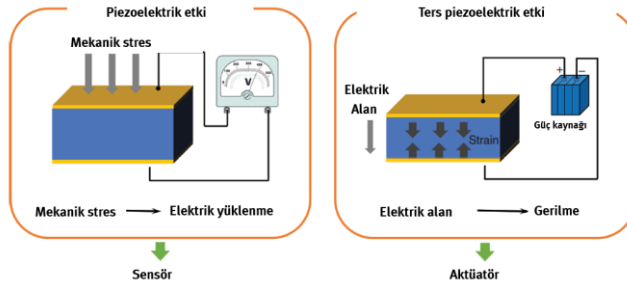 Piezoelektrik etki
Mekanik stres
V
Mekanik stres
Elektrik yüklenme
Sensör
Ters piezoelektrik etki
Elektrik
Alan
+
−
Güç kaynağı
Strain
Elektrik alan
Gerilme
Aktüatör